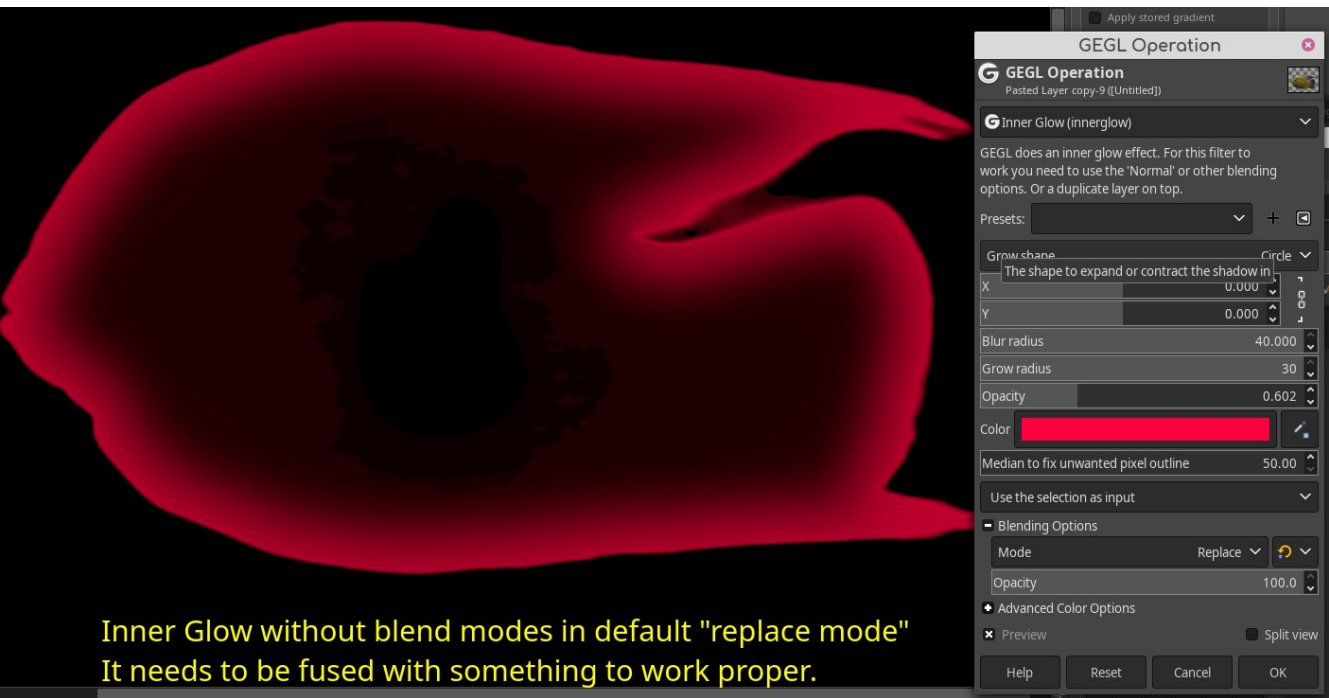 Apply stored gradient
GEGL Operation
GEGL Operation
Pasted Layer copy-9 ([Untitled])
Inner Glow (innerglow)
GEGL does an inner glow effect. For this filter to
work you need to use the 'Normal' or other blending
options. Or a duplicate layer on top.
Presets:
Grow shape Circle
The shape to expand or contract the shadow in
X 0.000
Y 0.000
Blur radius 40.000
Grow radius 30
Opacity 0.602
Color
Median to fix unwanted pixel outline 50.00
Use the selection as input
Blending Options
Mode Replace
Opacity 100.0
Advanced Color Options
Preview Split view
Help Reset Cancel OK
Inner Glow without blend modes in default "replace mode"
It needs to be fused with something to work proper.